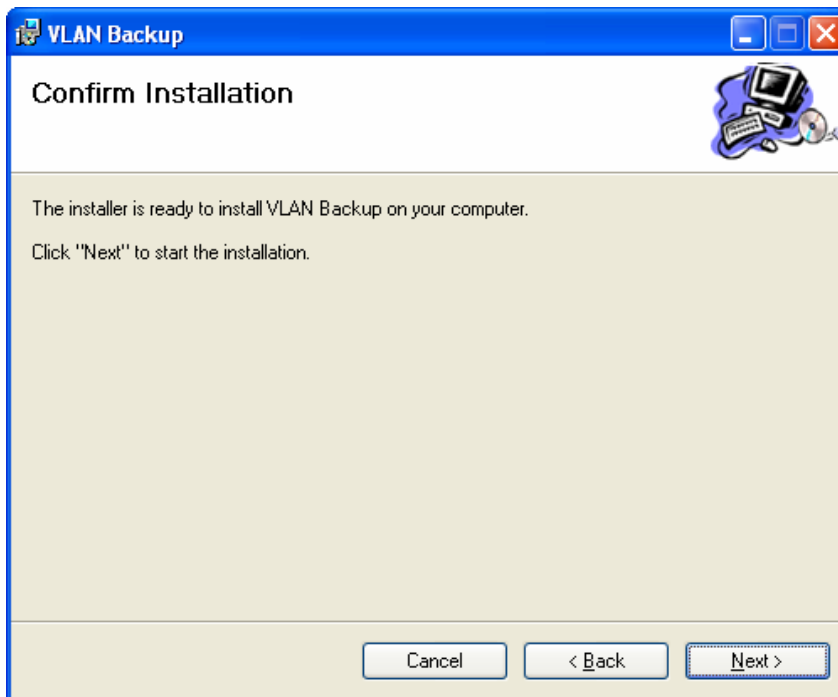 VLAN Backup
Confirm Installation
The installer is ready to install VLAN Backup on your computer.
Click "Next" to start the installation.
Cancel
< Back
Next >